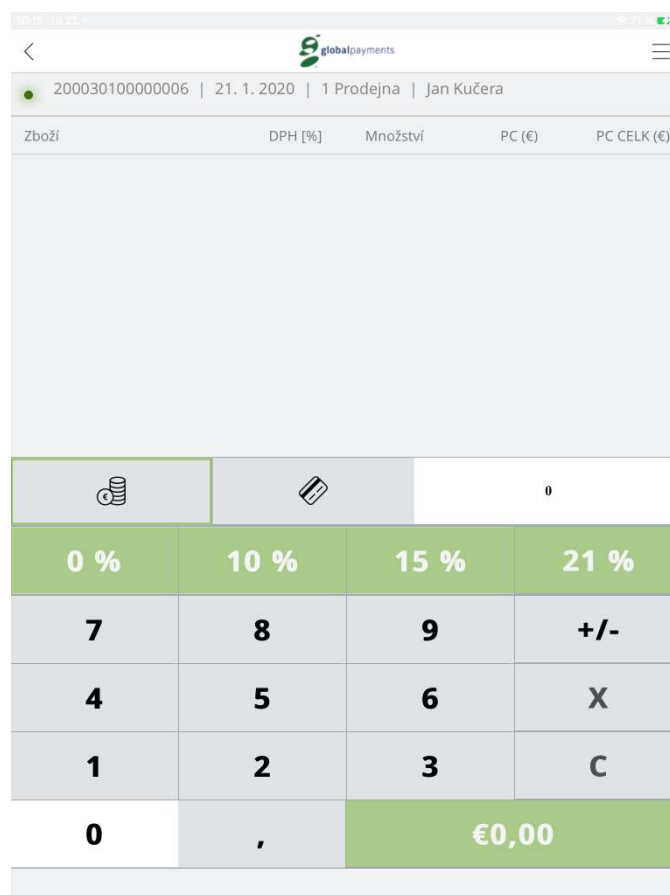 globalpayments
200030100000006 | 21. 1. 2020 | 1 Prodejna | Jan Kučera
Zboží DPH [%] Množství PC (€) PC CELK (€)
€ 0
0 % 10 % 15 % 21 %
7 8 9 +/-
4 5 6 X
1 2 3 C
0 , €0,00